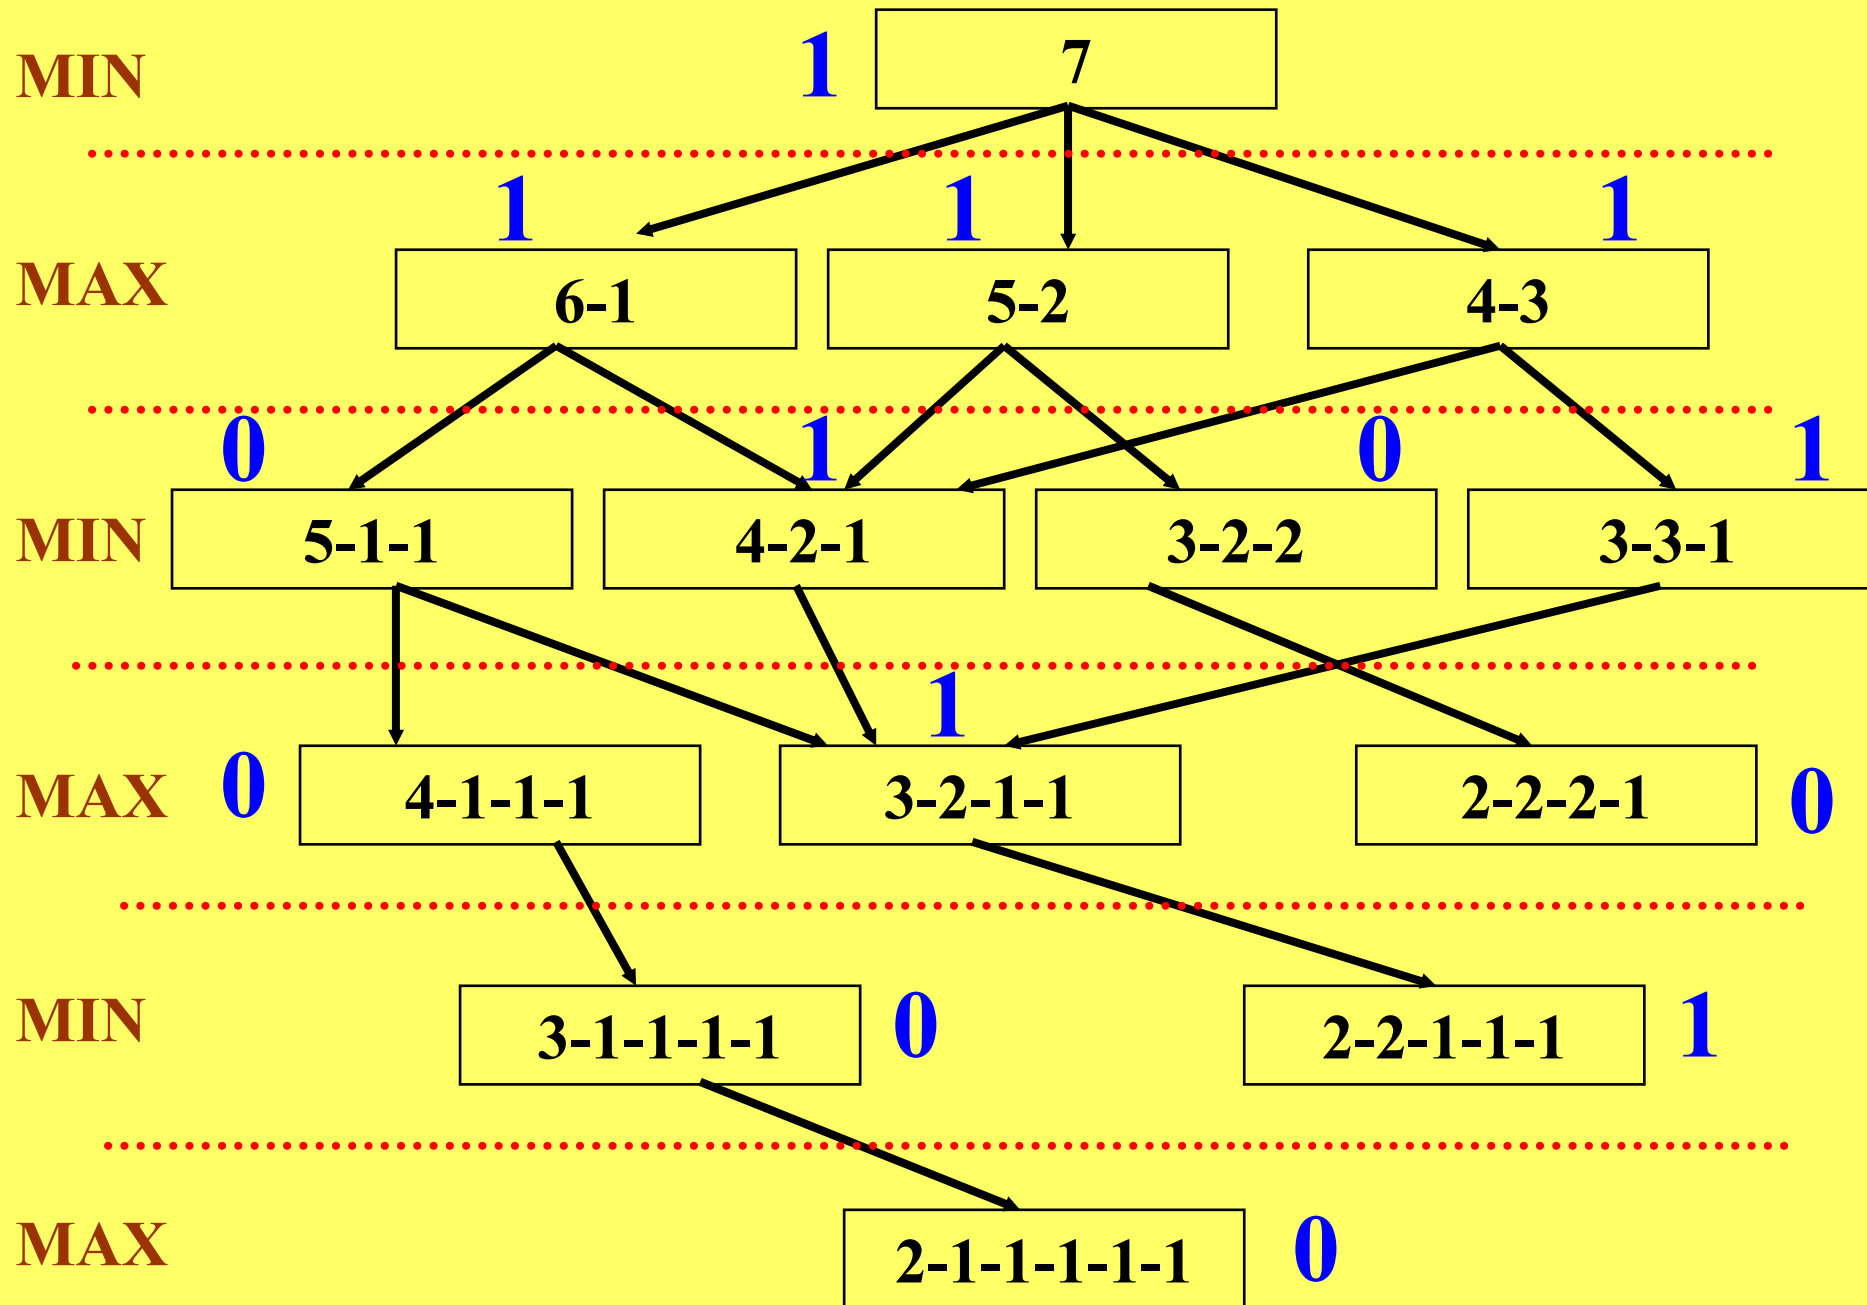 MIN 1 7
1 1 1
MAX 6-1 5-2 4-3
0 1 0 1
MIN 5-1-1 4-2-1 3-2-2 3-3-1
1
MAX 0 4-1-1-1 3-2-1-1 2-2-2-1 0
MIN 3-1-1-1-1 0 2-2-1-1-1 1
MAX 2-1-1-1-1-1 0